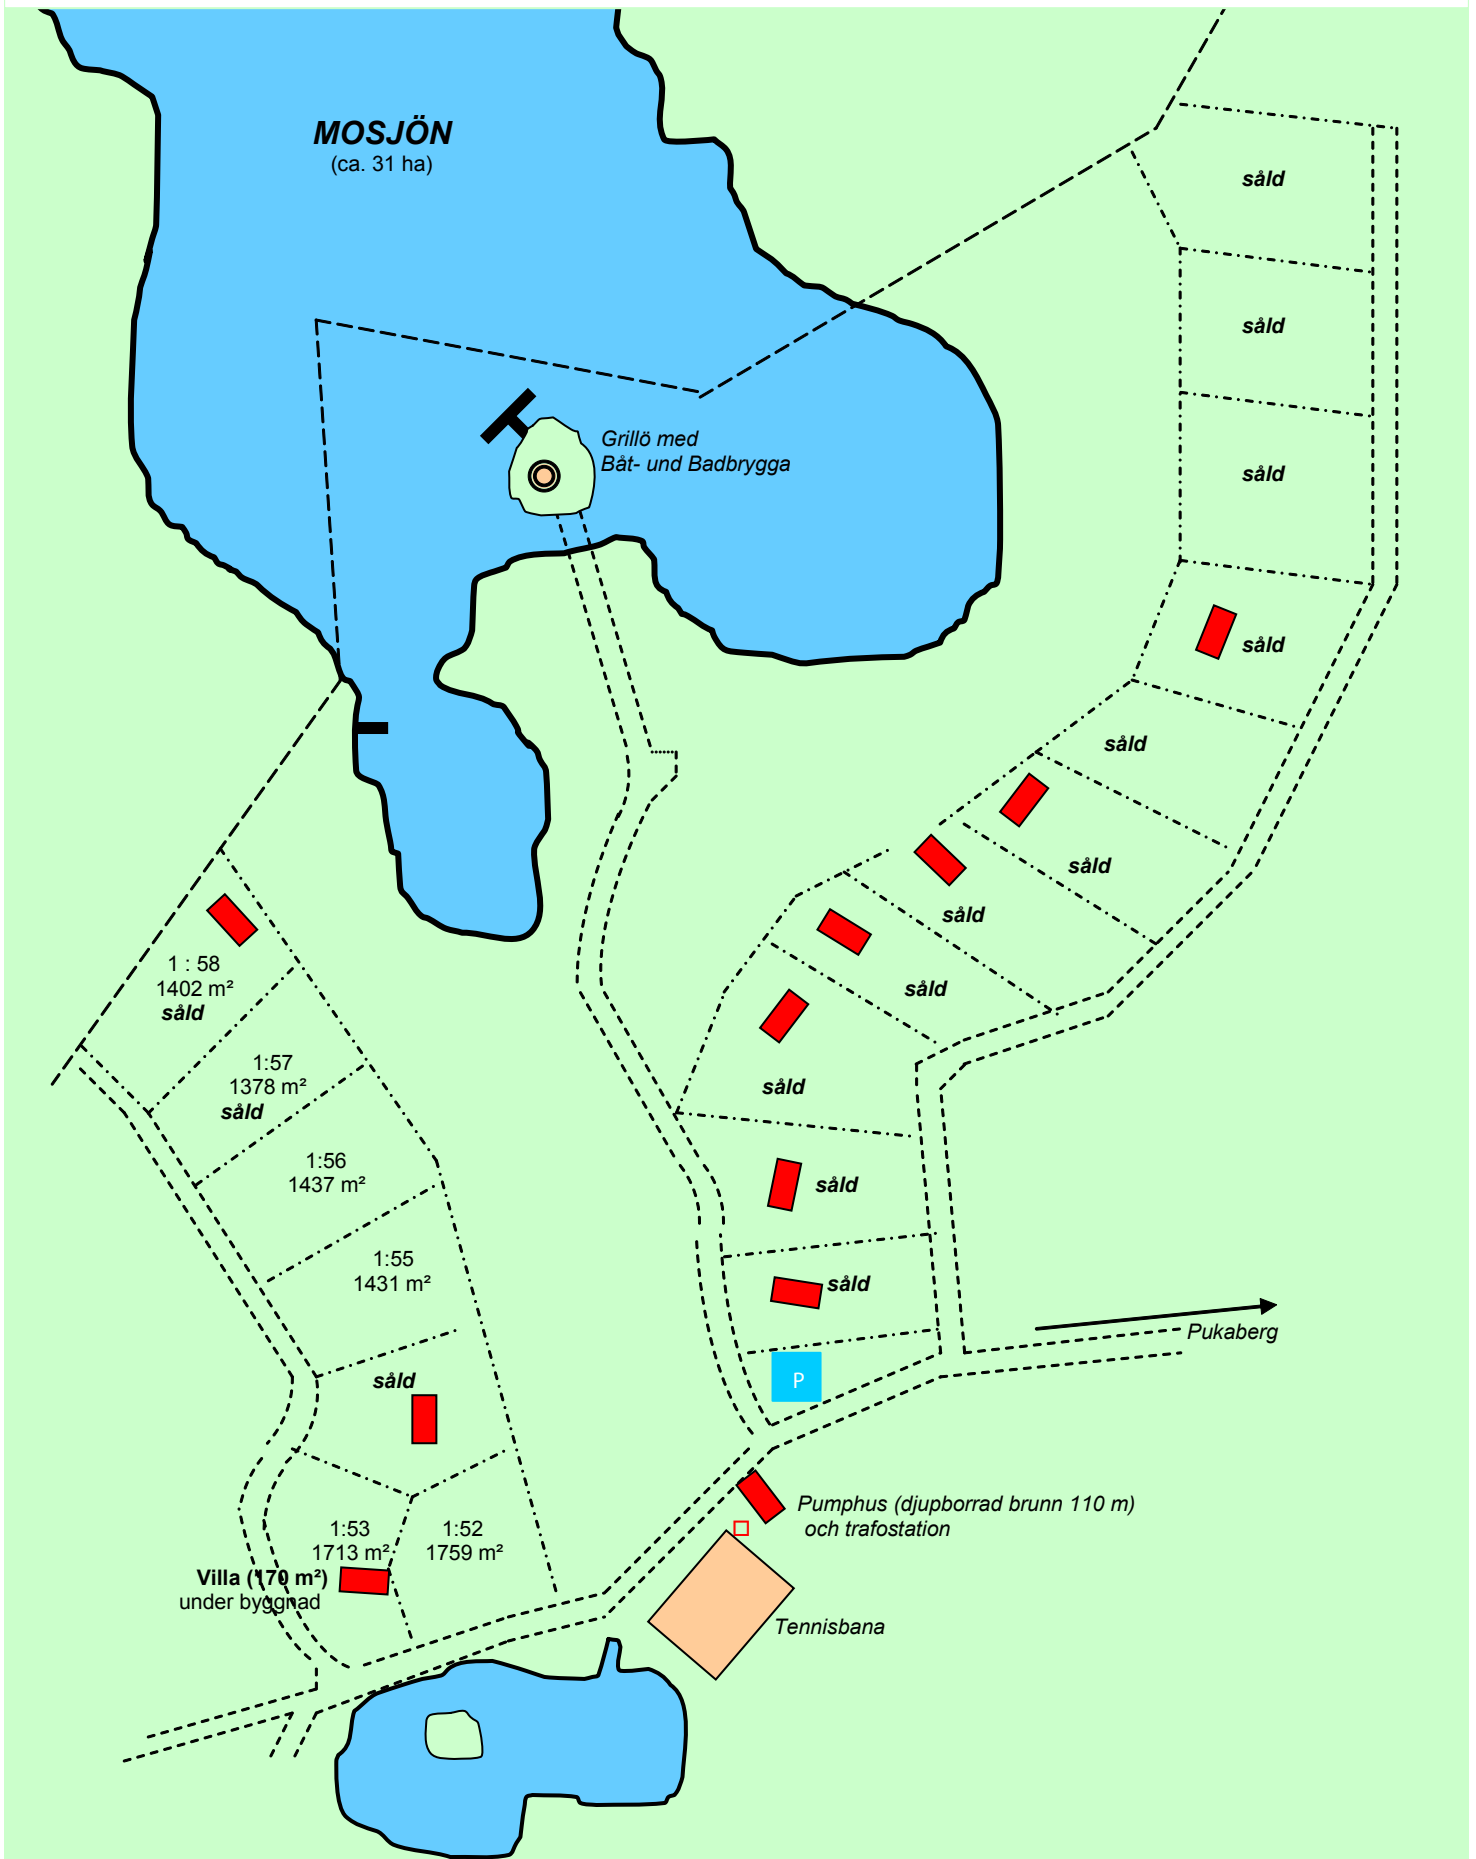 MOSJÖN
(ca. 31 ha)
såld
såld
Grillö med
Båt- und Badbrygga
såld
såld
såld
såld
såld
1 : 58
1402 m²
såld
såld
1:57
1378 m²
såld
såld
1:56
1437 m²
såld
1:55
1431 m²
såld
Pukaberg
såld
P
Pumphus (djupborrad brunn 110 m)
och trafostation
1:53
1713 m²
1:52
1759 m²
Villa (170 m²)
under byggnad
Tennisbana